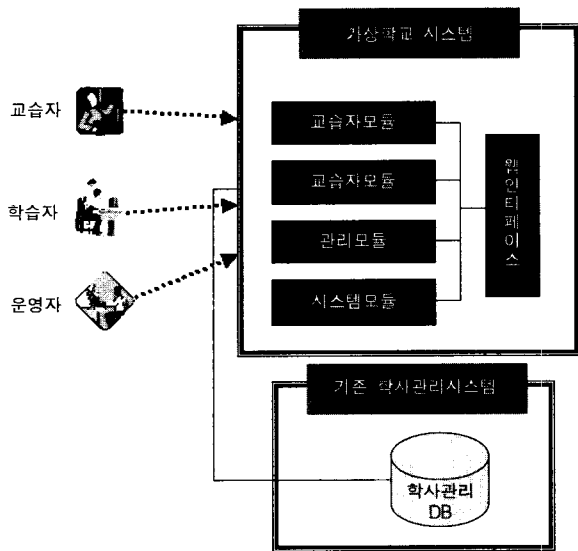 가상학교 시스템
교습자
학습자
운영자
교습자모듈
교습자모듈
관리모듈
시스템모듈
웹인터페이스
기존 학사관리시스템
학사관리
DB